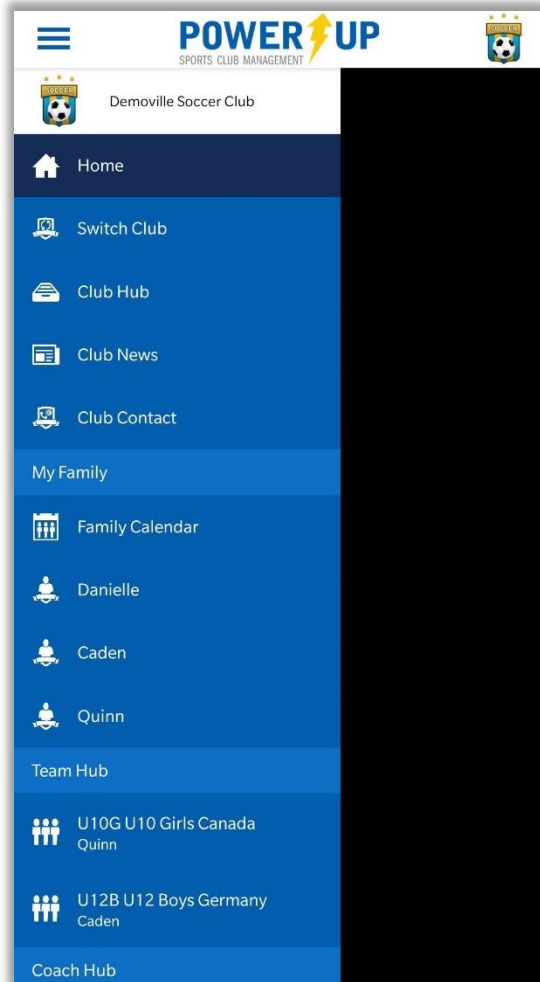 POWER UP
SPORTS CLUB MANAGEMENT
SOCCER
SOCCER
Demoville Soccer Club
Home
Switch Club
Club Hub
Club News
Club Contact
My Family
Family Calendar
Danielle
Caden
Quinn
Team Hub
U10G U10 Girls Canada
Quinn
U12B U12 Boys Germany
Caden
Coach Hub